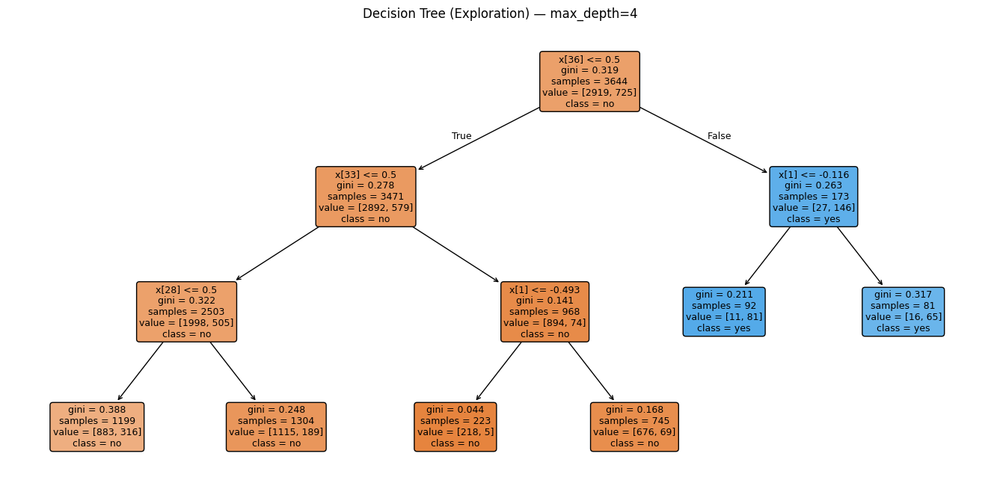 Decision Tree (Exploration) — max_depth=4
x[36] <= 0.5
gini = 0.319
samples = 3644
value = [2919, 725]
class = no
True
False
x[33] <= 0.5
gini = 0.278
samples = 3471
value = [2892, 579]
class = no
x[1] <= -0.116
gini = 0.263
samples = 173
value = [27, 146]
class = yes
x[28] <= 0.5
gini = 0.322
samples = 2503
value = [1998, 505]
class = no
x[1] <= -0.493
gini = 0.141
samples = 968
value = [894, 74]
class = no
gini = 0.211
samples = 92
value = [11, 81]
class = yes
gini = 0.317
samples = 81
value = [16, 65]
class = yes
gini = 0.388
samples = 1199
value = [883, 316]
class = no
gini = 0.248
samples = 1304
value = [1115, 189]
class = no
gini = 0.044
samples = 223
value = [218, 5]
class = no
gini = 0.168
samples = 745
value = [676, 69]
class = no